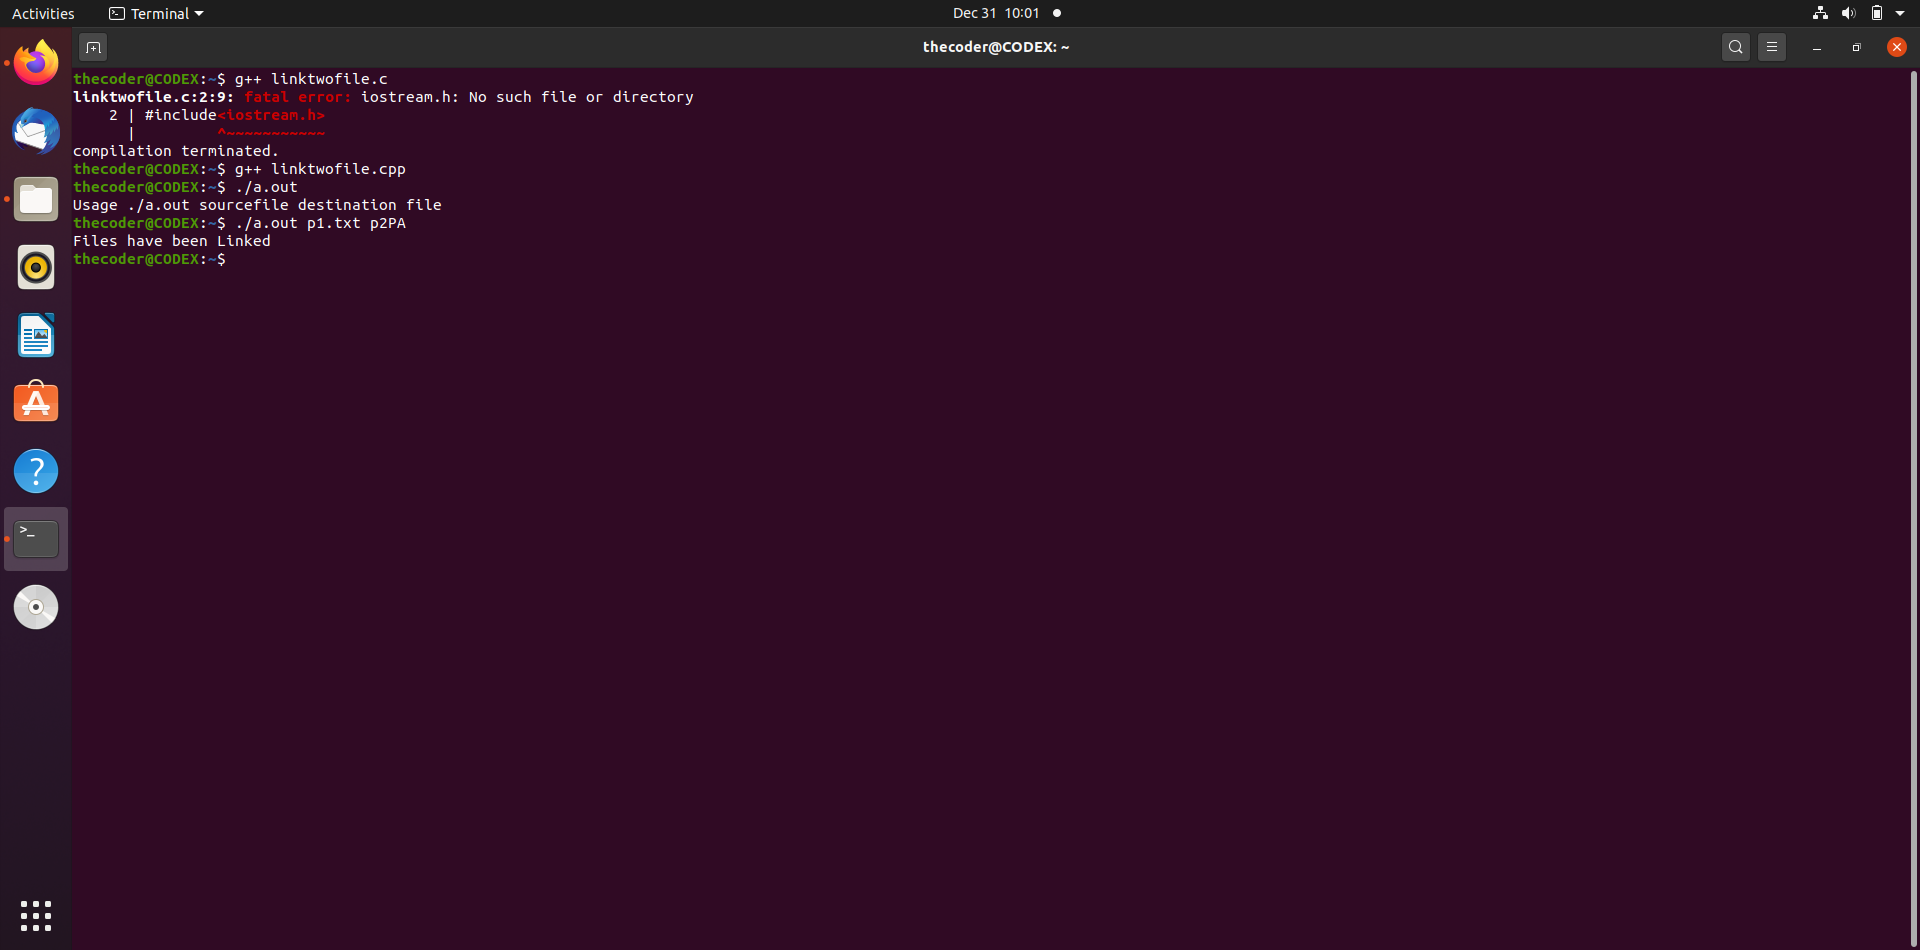 Activities
Terminal
Dec 31 10:01
thecoder@CODEX: ~
thecoder@CODEX:~$ g++ linktwofile.c
linktwofile.c:2:9: fatal error: iostream.h: No such file or directory
    2 | #include<iostream.h>
      |         ^~~~~~~~~~~~
compilation terminated.
thecoder@CODEX:~$ g++ linktwofile.cpp
thecoder@CODEX:~$ ./a.out
Usage ./a.out sourcefile destination file
thecoder@CODEX:~$ ./a.out p1.txt p2PA
Files have been Linked
thecoder@CODEX:~$